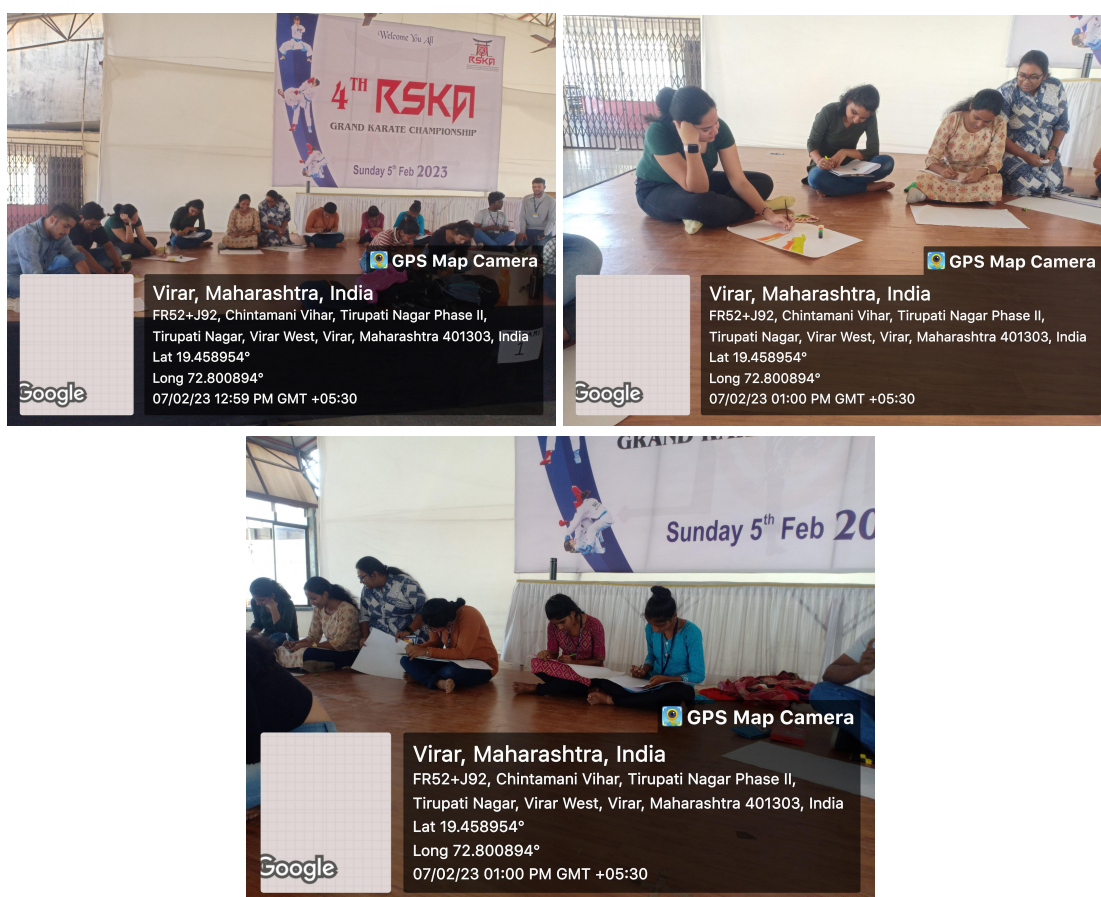 Welcome You All
RSKA
4TH RSKA
GRAND KARATE CHAMPIONSHIP
Sunday 5th Feb 2023
GPS Map Camera
Virar, Maharashtra, India
FR52+J92, Chintamani Vihar, Tirupati Nagar Phase II,
Tirupati Nagar, Virar West, Virar, Maharashtra 401303, India
Lat 19.458954°
Long 72.800894°
07/02/23 12:59 PM GMT +05:30
Google
1
GPS Map Camera
Virar, Maharashtra, India
FR52+J92, Chintamani Vihar, Tirupati Nagar Phase II,
Tirupati Nagar, Virar West, Virar, Maharashtra 401303, India
Lat 19.458954°
Long 72.800894°
07/02/23 01:00 PM GMT +05:30
Google
GRAND KA
Sunday 5th Feb 20
GPS Map Camera
Virar, Maharashtra, India
FR52+J92, Chintamani Vihar, Tirupati Nagar Phase II,
Tirupati Nagar, Virar West, Virar, Maharashtra 401303, India
Lat 19.458954°
Long 72.800894°
07/02/23 01:00 PM GMT +05:30
Google